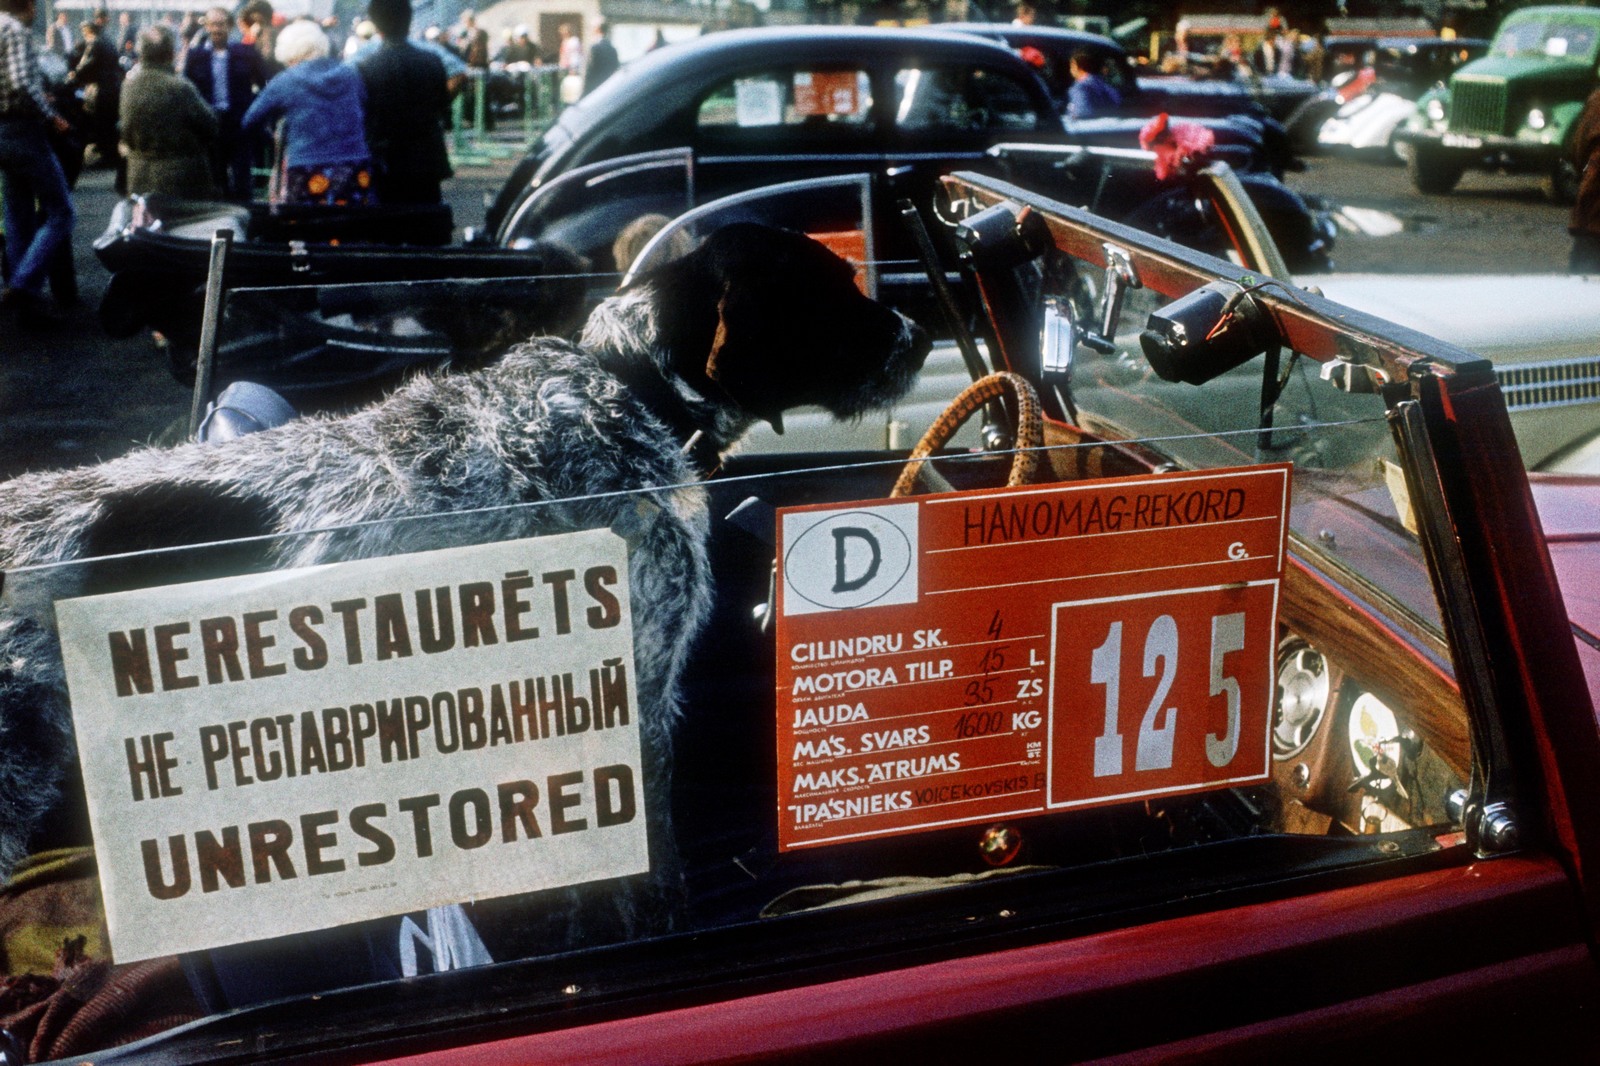 NERESTAURĒTS
НЕ РЕСТАВРИРОВАННЫЙ
UNRESTORED
D
HANOMAG-REKORD
G.
CILINDRU SK. 4
MOTORA TILP. 1,5 L.
JAUDA 35 ZS
MAŠ. SVARS 1600 KG
MAKS. ĀTRUMS KM
ĪPAŠNIEKS VOICEKOVSKIS B
125